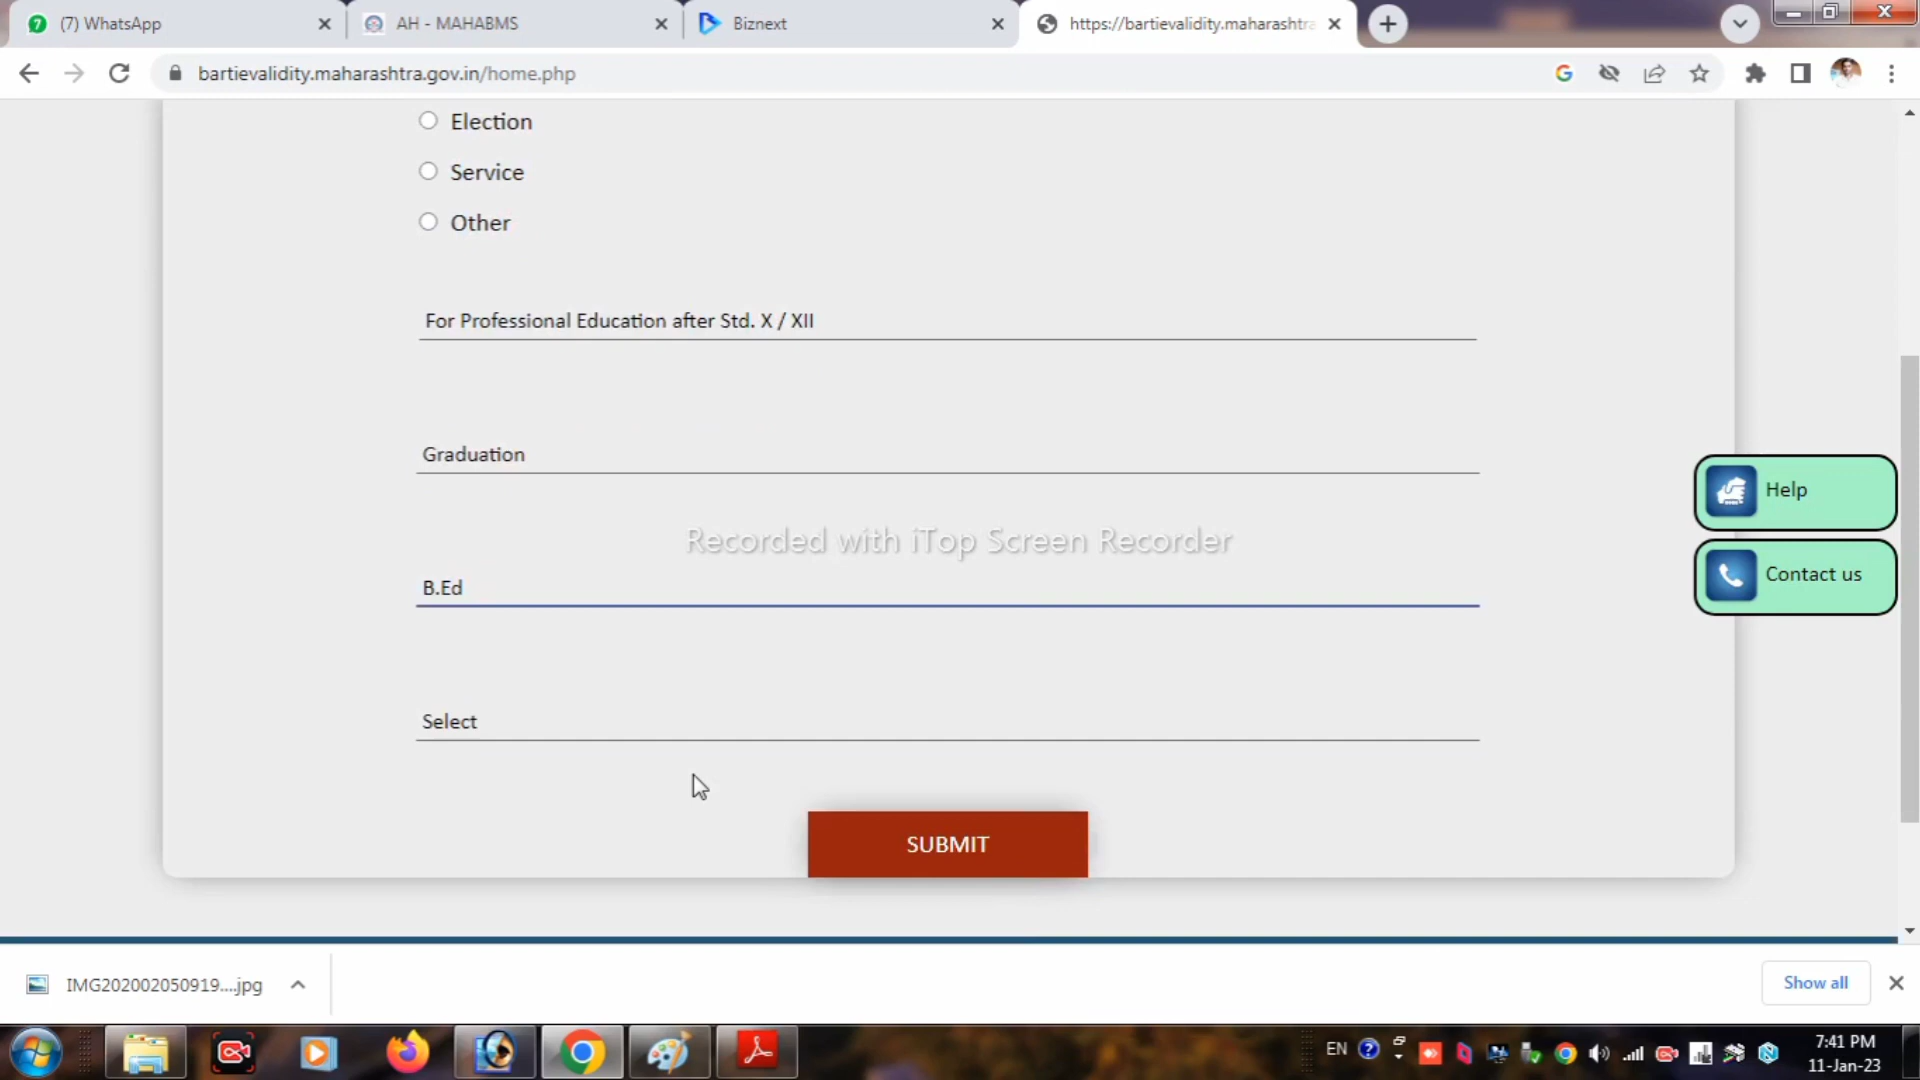 (7) WhatsApp
AH - MAHABMS
Biznext
https://bartievalidity.maharashtra
bartievalidity.maharashtra.gov.in/home.php
Election
Service
Other
For Professional Education after Std. X / XII
Graduation
Help
Recorded with iTop Screen Recorder
B.Ed
Contact us
Select
SUBMIT
IMG202002050919....jpg
Show all
EN
7:41 PM
11-Jan-23